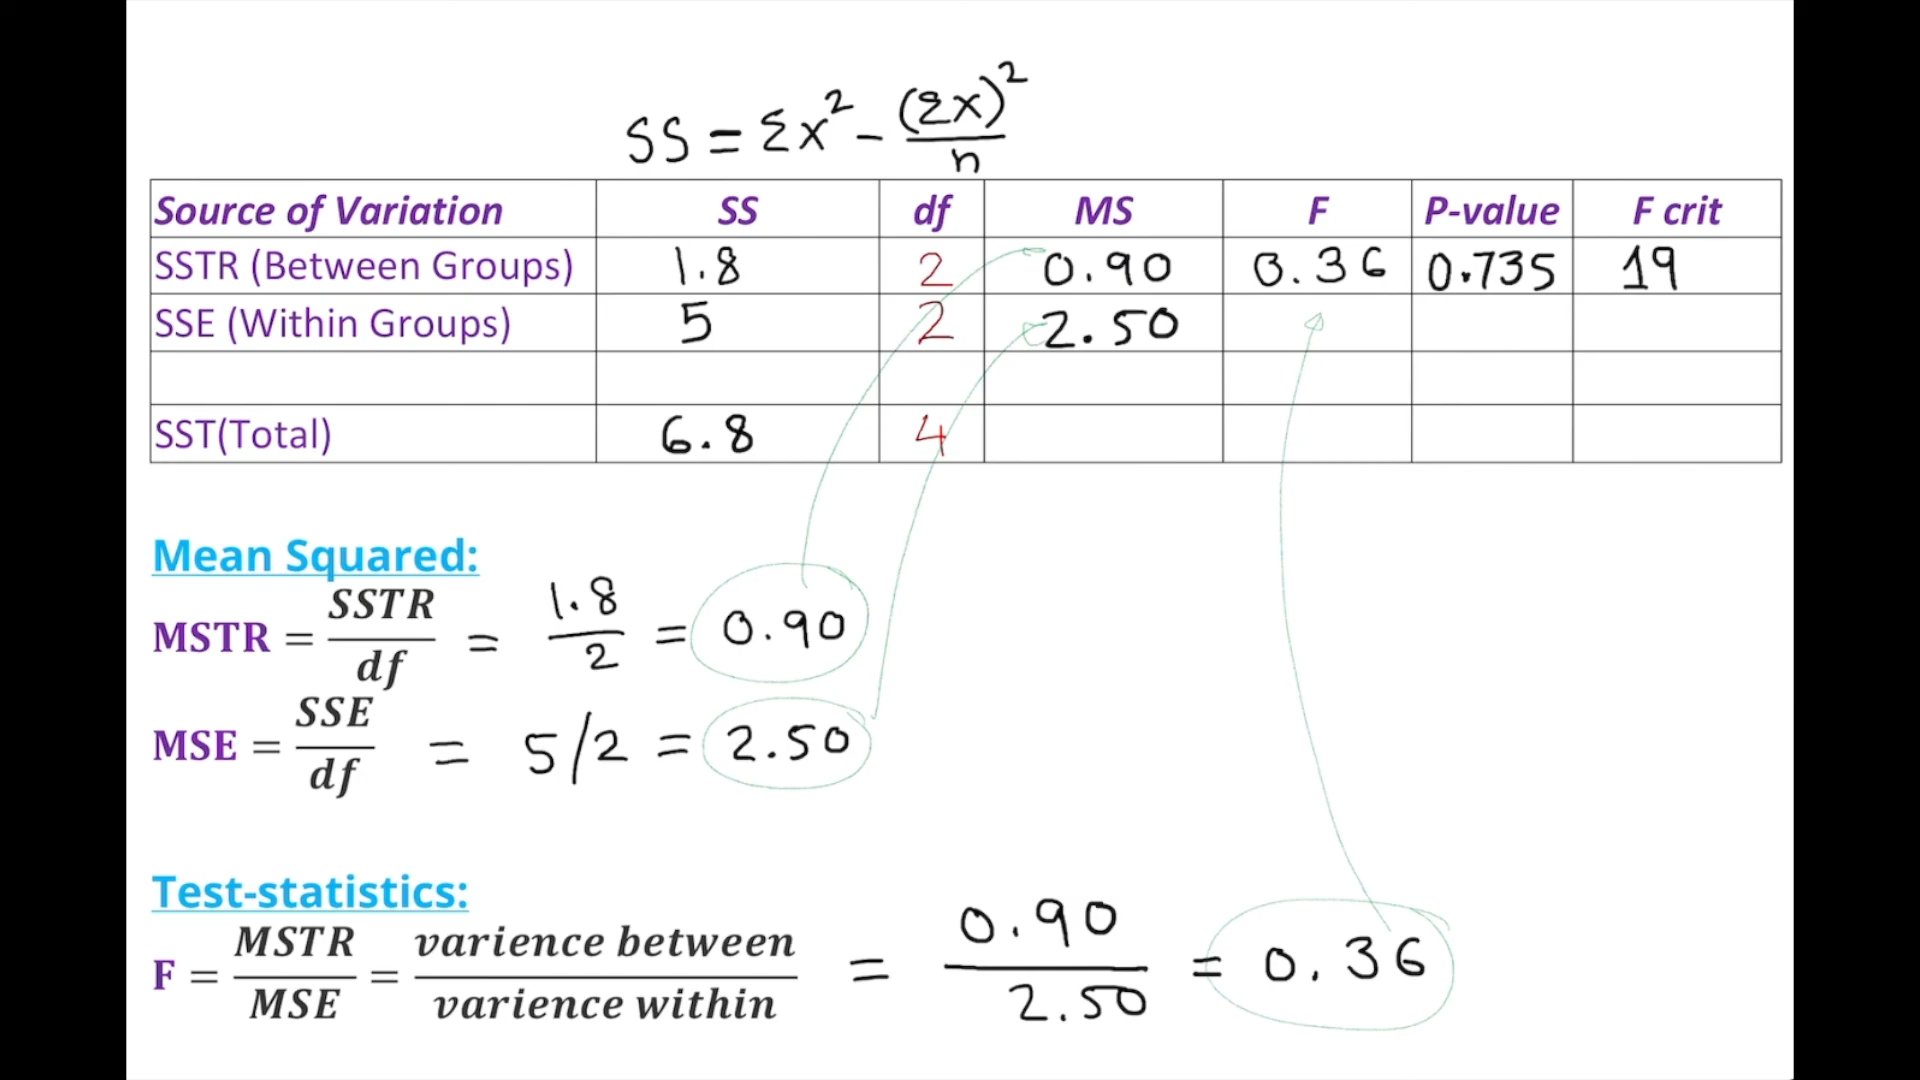 SS = Σx² - (Σx)²/n
Source of Variation SS df MS F P-value F crit
SSTR (Between Groups) 1.8 2 0.90 0.36 0.735 19
SSE (Within Groups) 5 2 2.50
SST(Total) 6.8 4
Mean Squared:
MSTR = SSTR/df = 1.8/2 = 0.90
MSE = SSE/df = 5/2 = 2.50
Test-statistics:
F = MSTR/MSE = varience between/varience within = 0.90/2.50 = 0.36